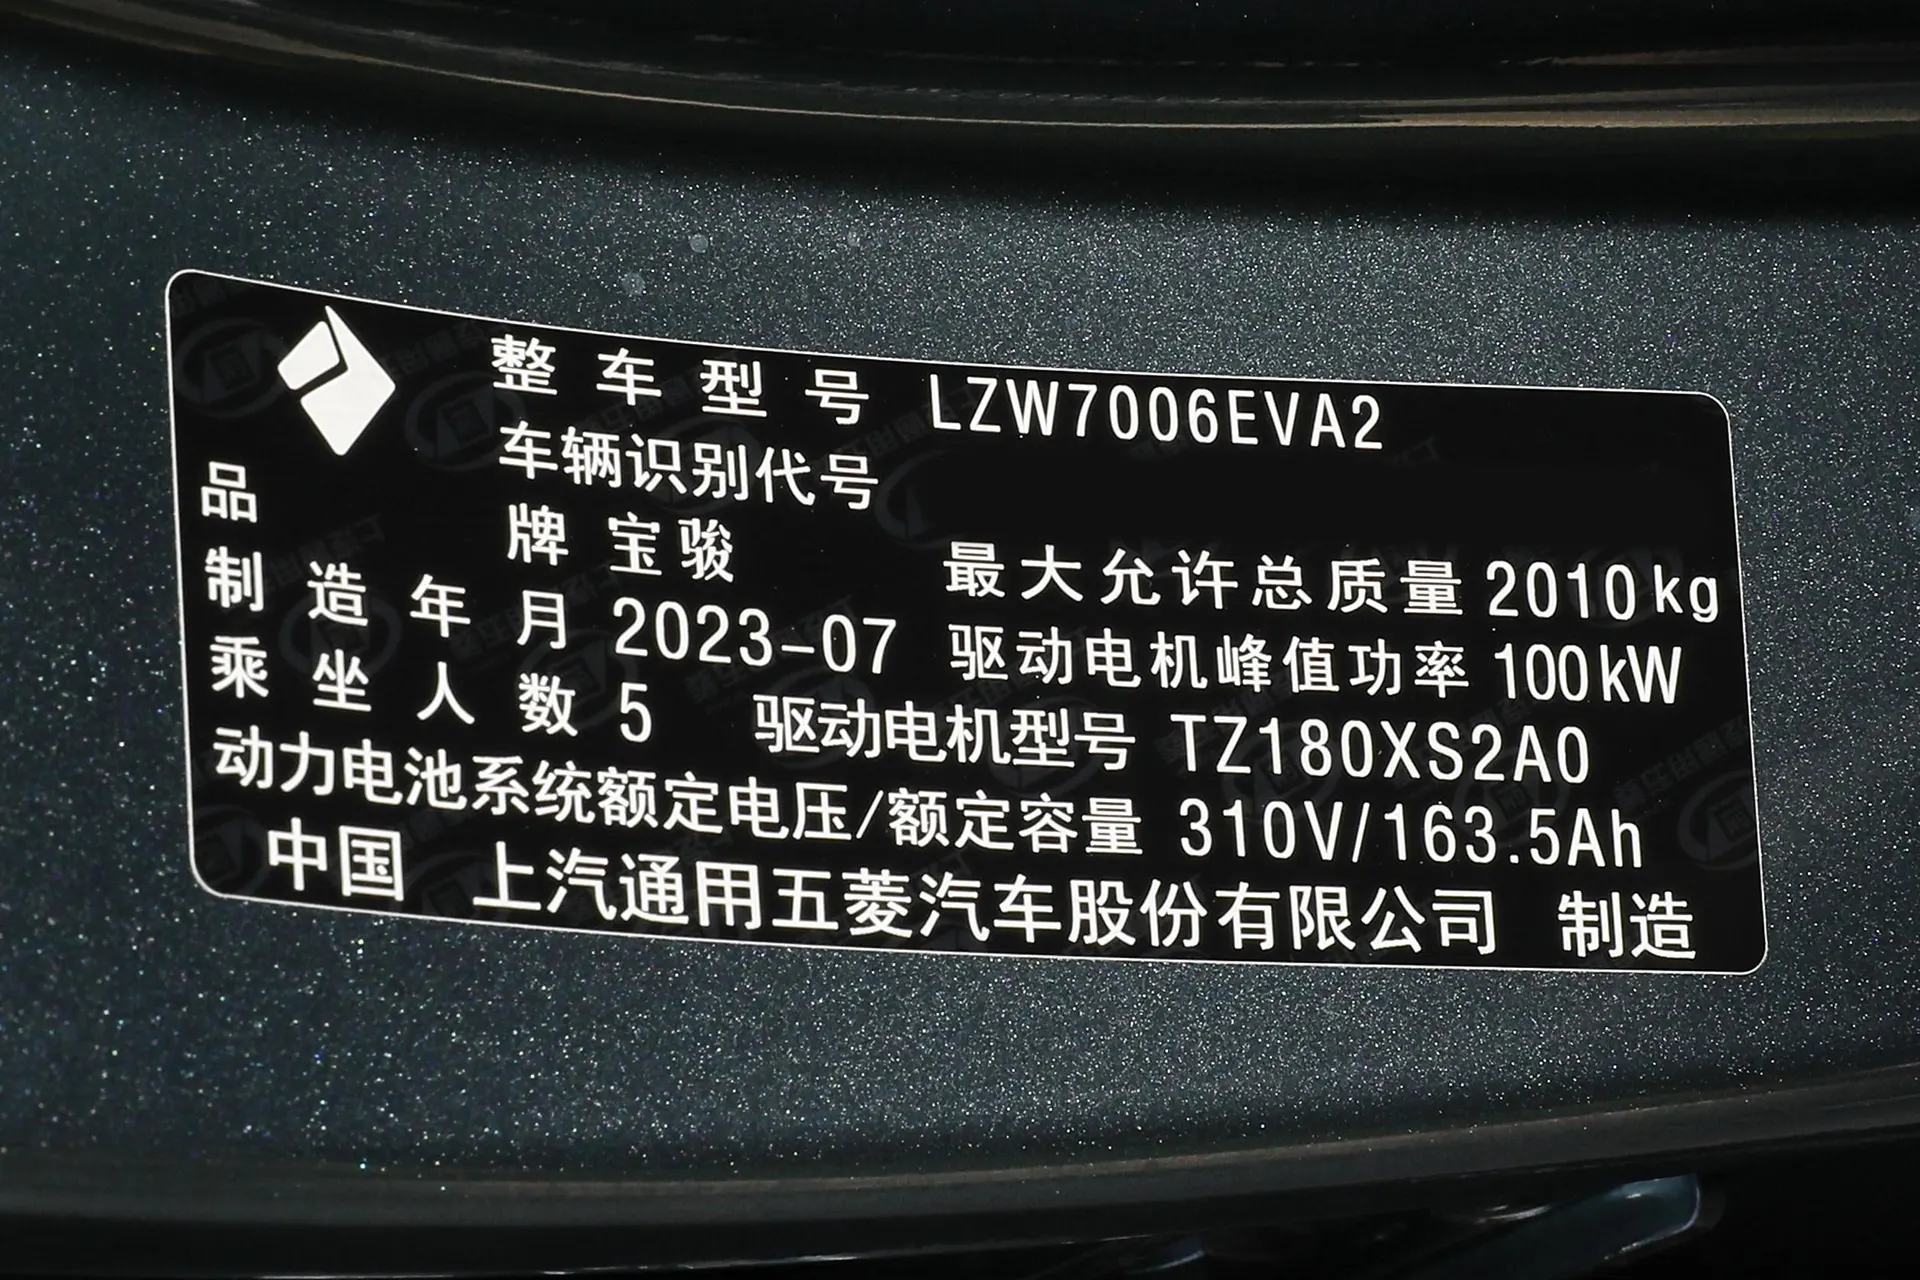 整车型号 LZW7006EVA2
车辆识别代号
品牌 宝骏 最大允许总质量 2010kg
制造年月 2023-07 驱动电机峰值功率 100kW
乘坐人数 5 驱动电机型号 TZ180XS2A0
动力电池系统额定电压/额定容量 310V/163.5Ah
中国 上汽通用五菱汽车股份有限公司 制造